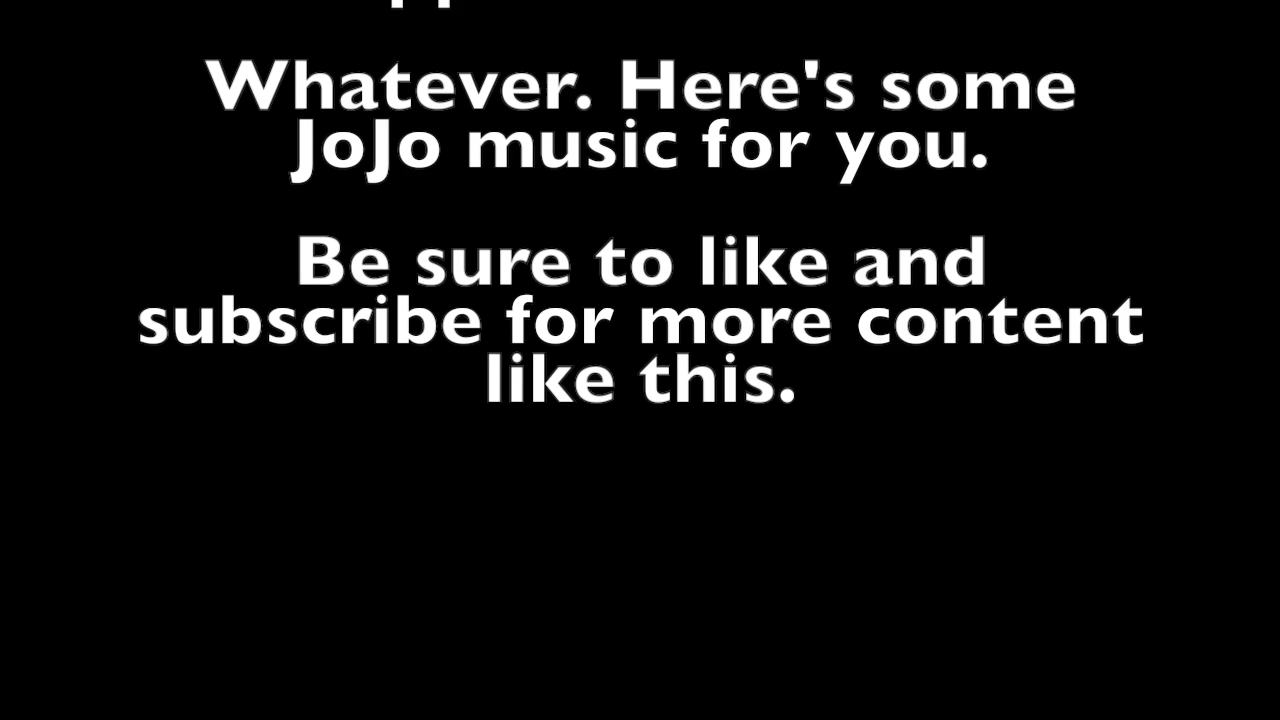 Whatever. Here's some
JoJo music for you.
Be sure to like and
subscribe for more content
like this.